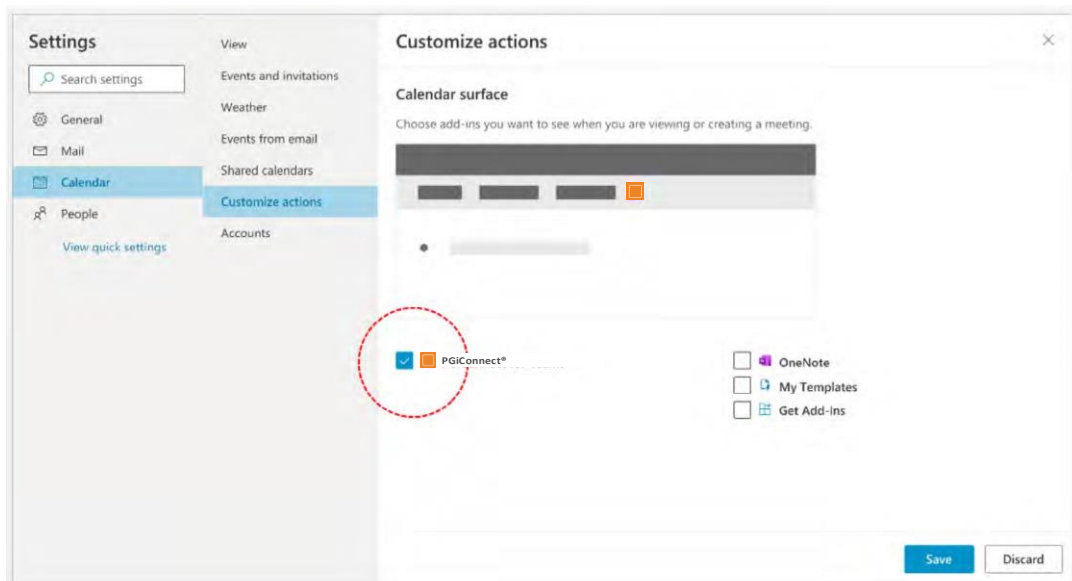 Settings
Search settings
General
Mail
Calendar
People
View quick settings
View
Events and invitations
Weather
Events from email
Shared calendars
Customize actions
Accounts
Customize actions
Calendar surface
Choose add-ins you want to see when you are viewing or creating a meeting.
PGiConnect®
OneNote
My Templates
Get Add-ins
Save
Discard